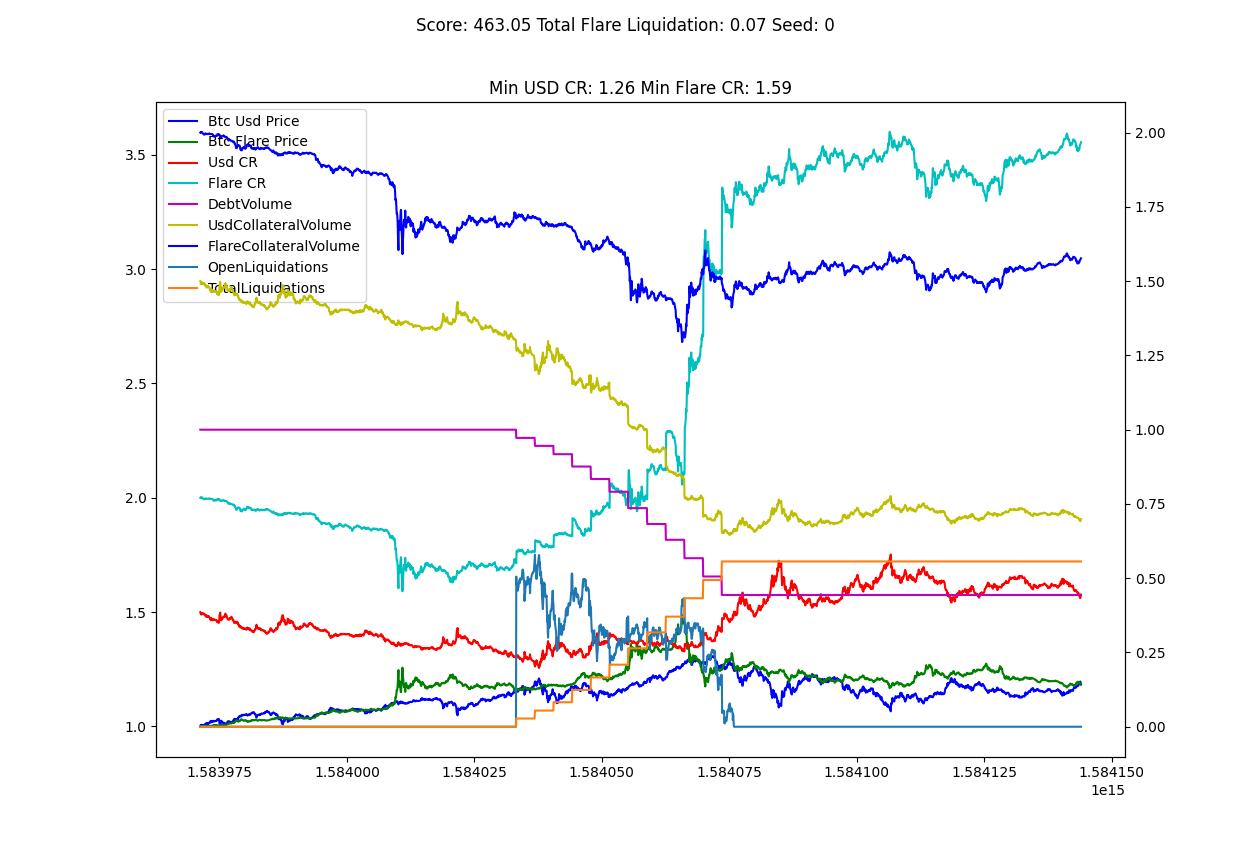 Score: 463.05 Total Flare Liquidation: 0.07 Seed: 0
Min USD CR: 1.26 Min Flare CR: 1.59
Btc Usd Price
Btc Flare Price
Usd CR
Flare CR
DebtVolume
UsdCollateralVolume
FlareCollateralVolume
OpenLiquidations
TotalLiquidations
3.5
3.0
2.5
2.0
1.5
1.0
2.00
1.75
1.50
1.25
1.00
0.75
0.50
0.25
0.00
1.583975 1.584000 1.584025 1.584050 1.584075 1.584100 1.584125 1.584150
1e15